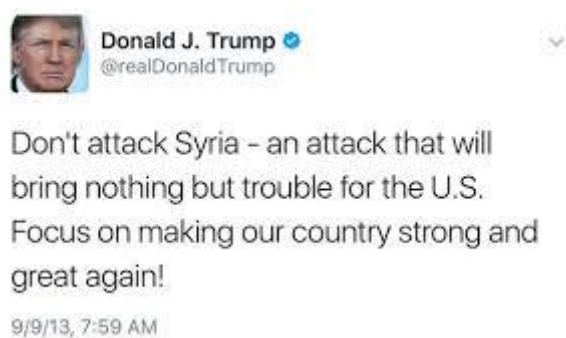 Donald J. Trump
@realDonaldTrump
Don't attack Syria - an attack that will
bring nothing but trouble for the U.S.
Focus on making our country strong and
great again!
9/9/13, 7:59 AM